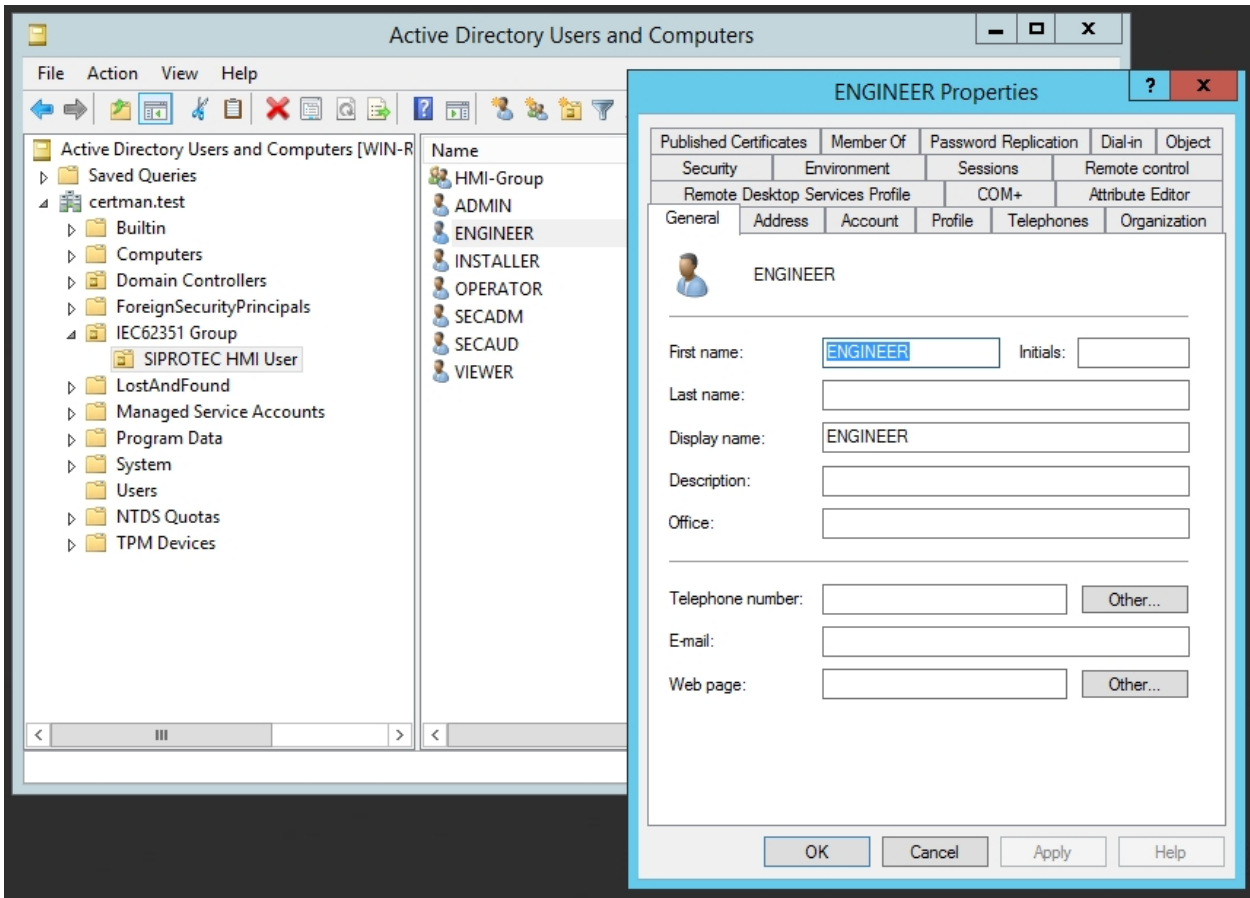 Active Directory Users and Computers
File Action View Help
Active Directory Users and Computers [WIN-R
Saved Queries
certman.test
Builtin
Computers
Domain Controllers
ForeignSecurityPrincipals
IEC62351 Group
SIPROTEC HMI User
LostAndFound
Managed Service Accounts
Program Data
System
Users
NTDS Quotas
TPM Devices
Name
HMI-Group
ADMIN
ENGINEER
INSTALLER
OPERATOR
SECADM
SECAUD
VIEWER
ENGINEER Properties
Published Certificates Member Of Password Replication Dial-in Object
Security Environment Sessions Remote control
Remote Desktop Services Profile COM+ Attribute Editor
General Address Account Profile Telephones Organization
ENGINEER
First name: ENGINEER Initials:
Last name:
Display name: ENGINEER
Description:
Office:
Telephone number: Other...
E-mail:
Web page: Other...
OK Cancel Apply Help